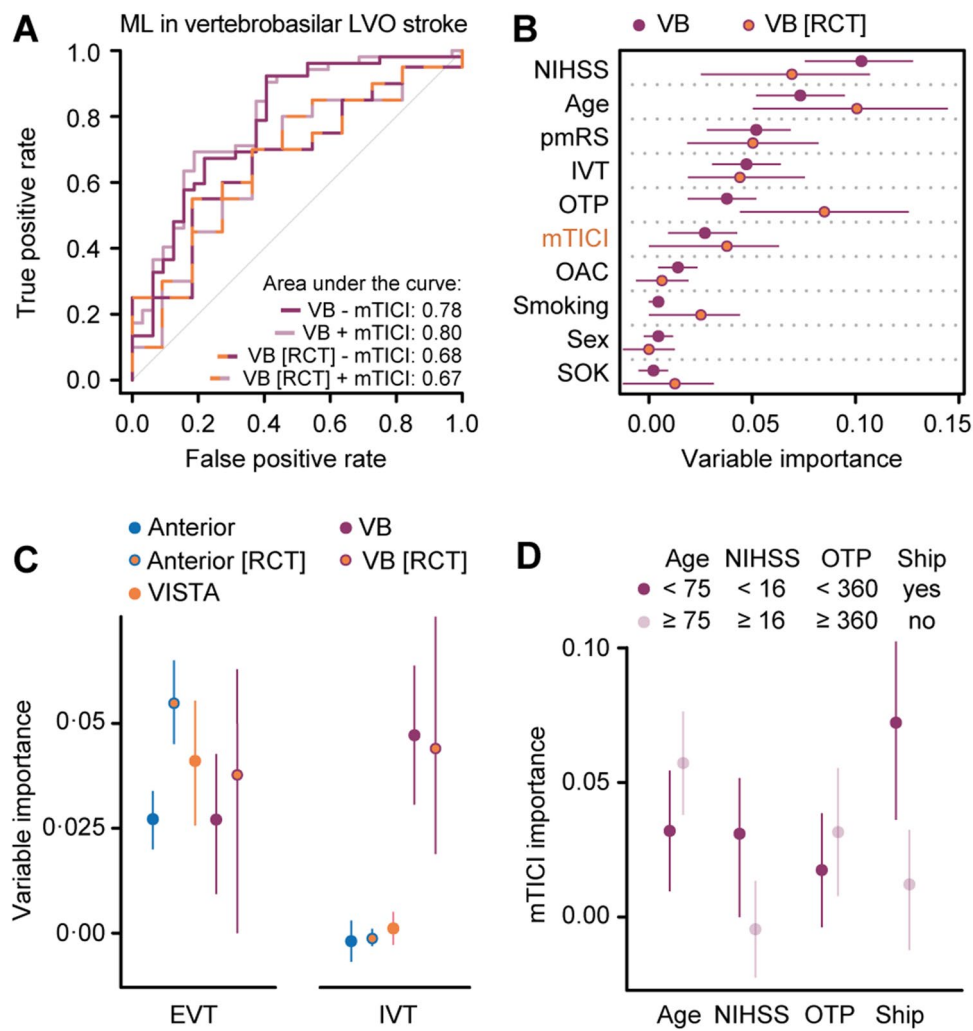 A
ML in vertebrobasilar LVO stroke
True positive rate
1.0
0.8
0.6
0.4
0.2
0.0
Area under the curve:
VB - mTICI: 0.78
VB + mTICI: 0.80
VB [RCT] - mTICI: 0.68
VB [RCT] + mTICI: 0.67
0.0 0.2 0.4 0.6 0.8 1.0
False positive rate
B
VB VB [RCT]
NIHSS
Age
pmRS
IVT
OTP
mTICI
OAC
Smoking
Sex
SOK
0.00 0.05 0.10 0.15
Variable importance
C
Anterior VB
Anterior [RCT] VB [RCT]
VISTA
Variable importance
0·05
0·025
0·00
EVT IVT
D
Age NIHSS OTP Ship
< 75 < 16 < 360 yes
≥ 75 ≥ 16 ≥ 360 no
mTICI importance
0.10
0.05
0.00
Age NIHSS OTP Ship